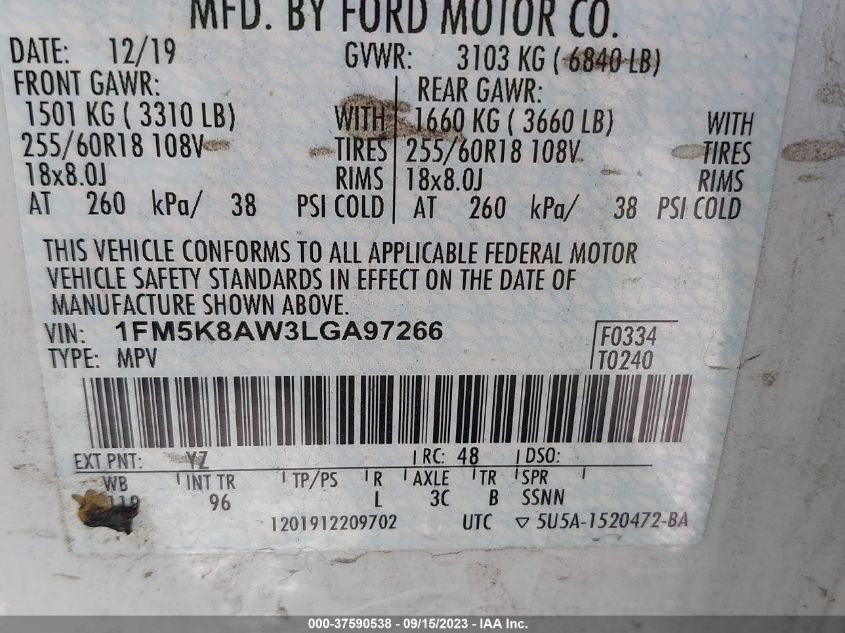 MFD. BY FORD MOTOR CO.
DATE: 12/19 GVWR: 3103 KG ( 6840 LB)
FRONT GAWR: REAR GAWR:
1501 KG ( 3310 LB) WITH 1660 KG ( 3660 LB) WITH
255/60R18 108V TIRES 255/60R18 108V TIRES
18x8.0J RIMS 18x8.0J RIMS
AT 260 kPa/ 38 PSI COLD AT 260 kPa/ 38 PSI COLD
THIS VEHICLE CONFORMS TO ALL APPLICABLE FEDERAL MOTOR
VEHICLE SAFETY STANDARDS IN EFFECT ON THE DATE OF
MANUFACTURE SHOWN ABOVE.
VIN: 1FM5K8AW3LGA97266 F0334
TYPE: MPV T0240
EXT PNT: YZ RC: 48 DSO:
WB INT TR TP/PS R AXLE TR SPR
119 96 L 3C B SSNN
1201912209702 UTC ▽ 5U5A-1520472-BA
000-37590538 - 09/15/2023 - IAA Inc.